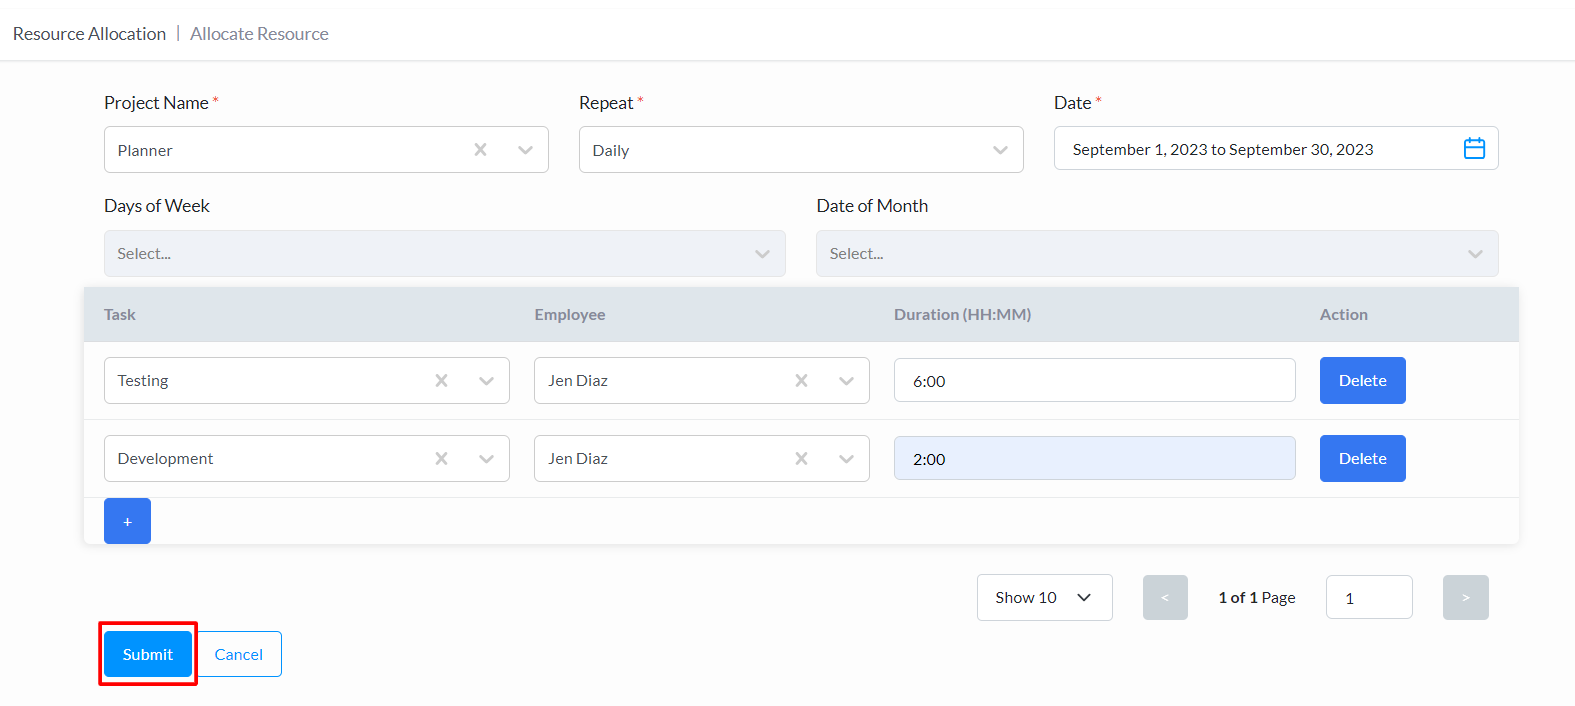 Resource Allocation | Allocate Resource
Project Name * Repeat * Date *
Planner Daily September 1, 2023 to September 30, 2023
Days of Week Date of Month
Select... Select...
Task Employee Duration (HH:MM) Action
Testing Jen Diaz 6:00 Delete
Development Jen Diaz 2:00 Delete
+
Show 10 < 1 of 1 Page 1 >
Submit Cancel